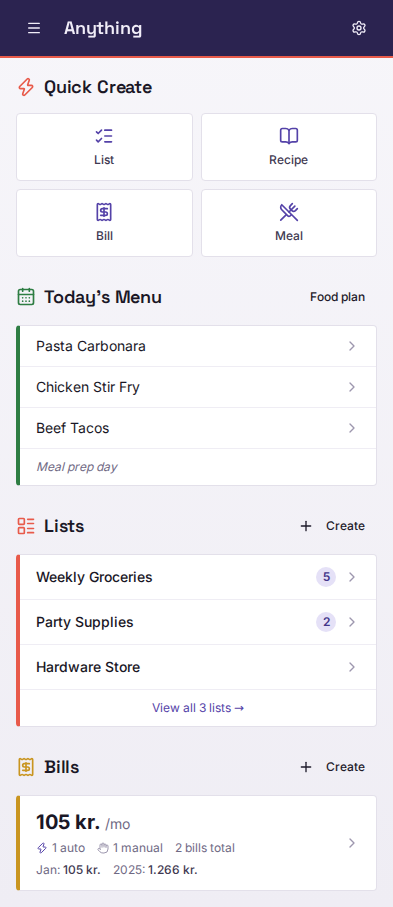 Anything
Quick Create
List
Recipe
Bill
Meal
Today's Menu
Food plan
Pasta Carbonara
Chicken Stir Fry
Beef Tacos
Meal prep day
Lists
+ Create
Weekly Groceries
5
Party Supplies
2
Hardware Store
View all 3 lists →
Bills
+ Create
105 kr. /mo
1 auto 1 manual 2 bills total
Jan: 105 kr. 2025: 1.266 kr.